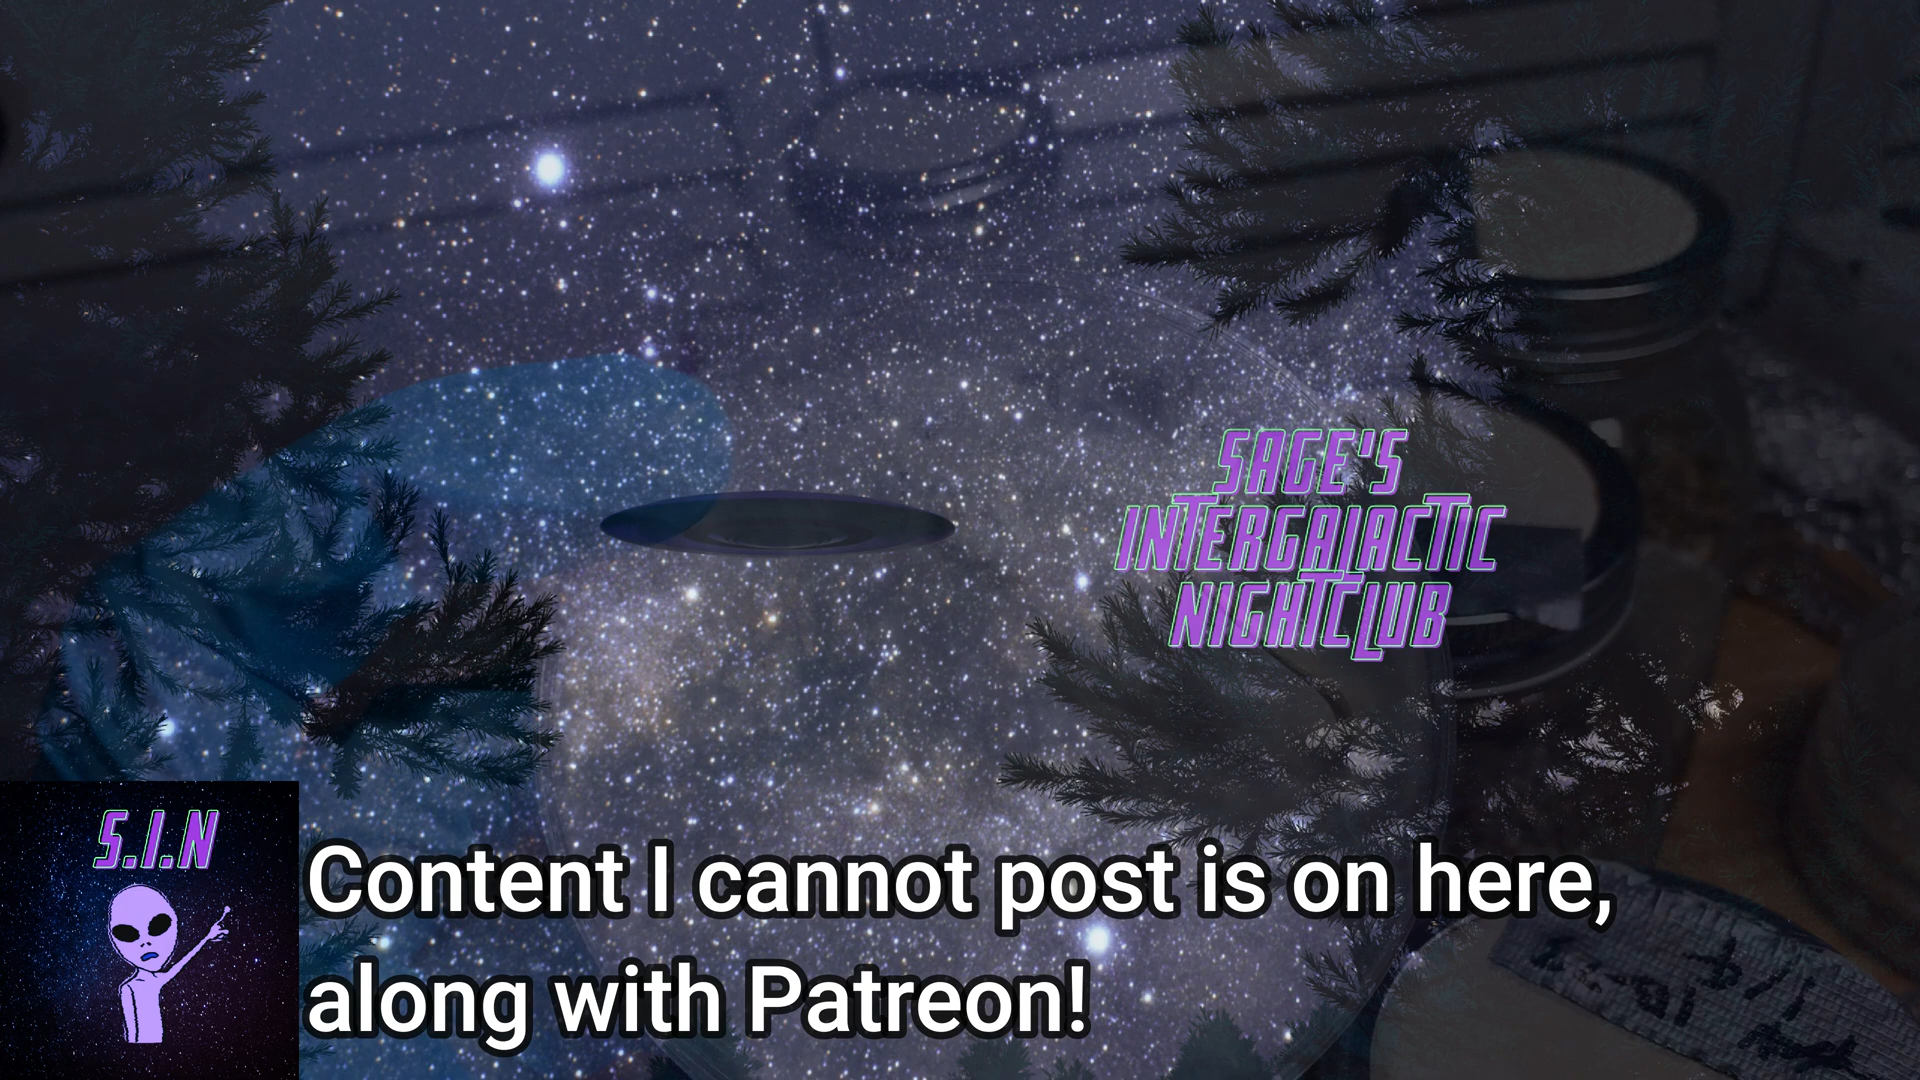 SAGE'S
INTERGALACTIC
NIGHTCLUB
S.I.N
Content I cannot post is on here,
along with Patreon!